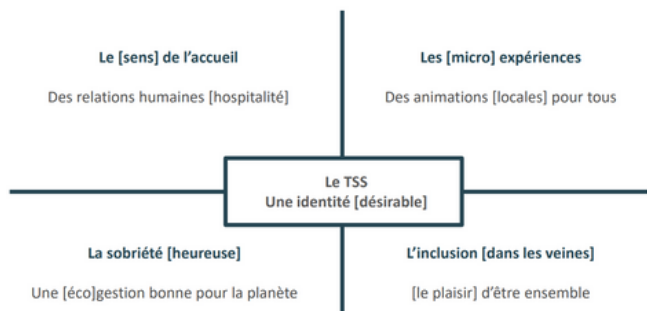 Le [sens] de l’accueil
Des relations humaines [hospitalité]
Les [micro] expériences
Des animations [locales] pour tous
Le TSS
Une identité [désirable]
La sobriété [heureuse]
Une [éco]gestion bonne pour la planète
L’inclusion [dans les veines]
[le plaisir] d’être ensemble